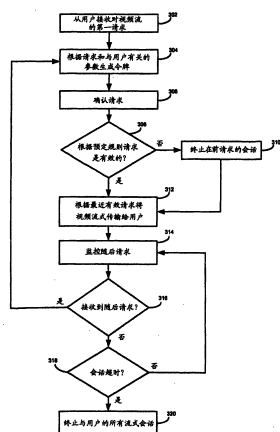 从用户接收对视频流
的第一请求
302
根据请求和与用户有关的
参数生成令牌
304
确认请求
306
308
根据预定规则请求
是有效的?
否
是
终止在前请求的会话
310
312
根据最近有效请求将
视频流式传输给用户
314
监控随后请求
是
接收到随后请求?
316
否
318
会话超时?
否
是
320
终止与用户的所有流式会话